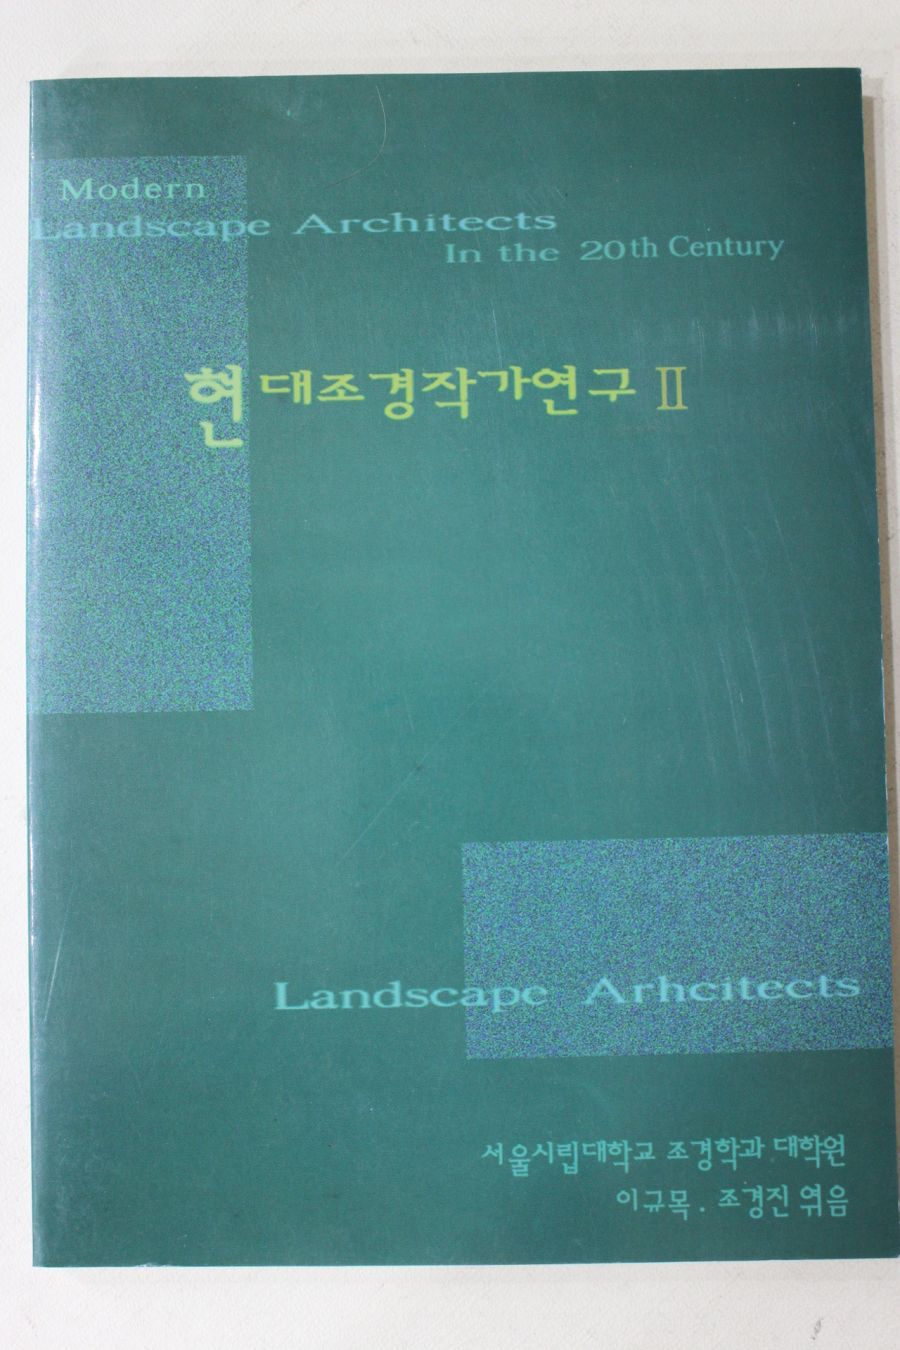 Modern
Landscape Architects
In the 20th Century
현대조경작가연구 Ⅱ
Landscape Arhcitects
서울시립대학교 조경학과 대학원
이규목 . 조경진 엮음